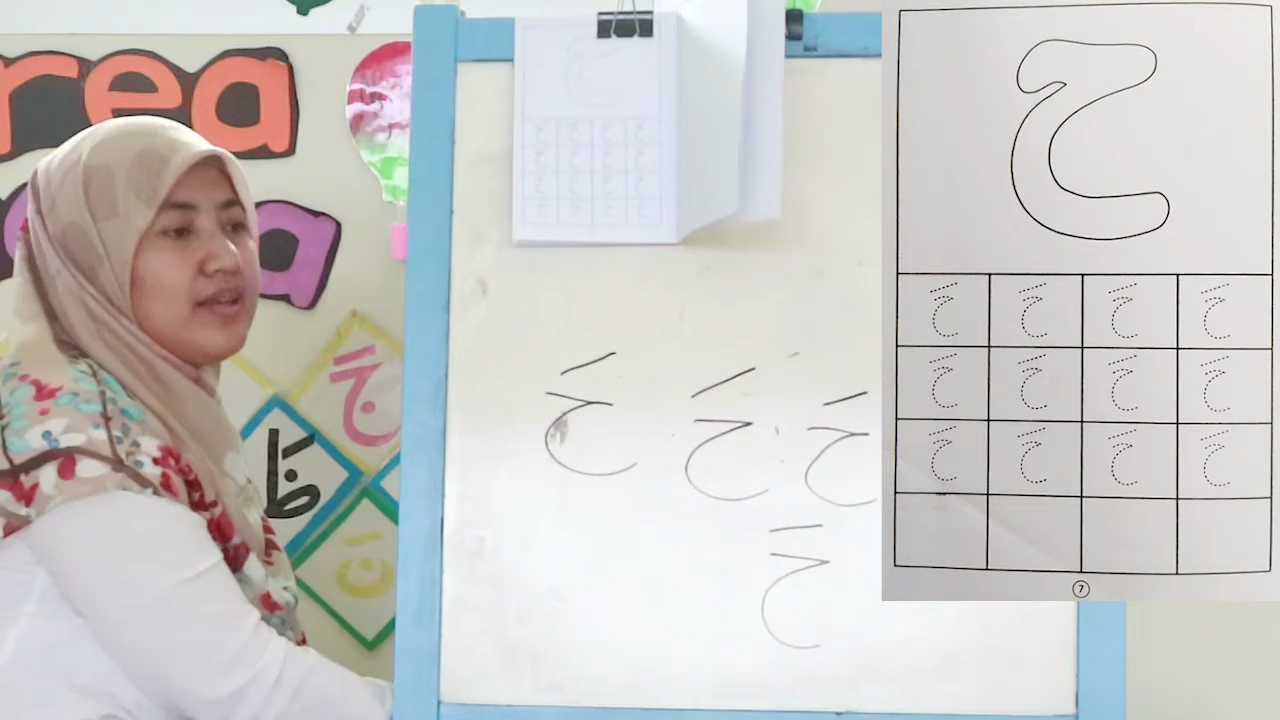 rea
a
جَ
ظَ
حَ حَ حَ
حَ
ح
حَ حَ حَ حَ
حَ حَ حَ حَ
حَ حَ حَ حَ
7